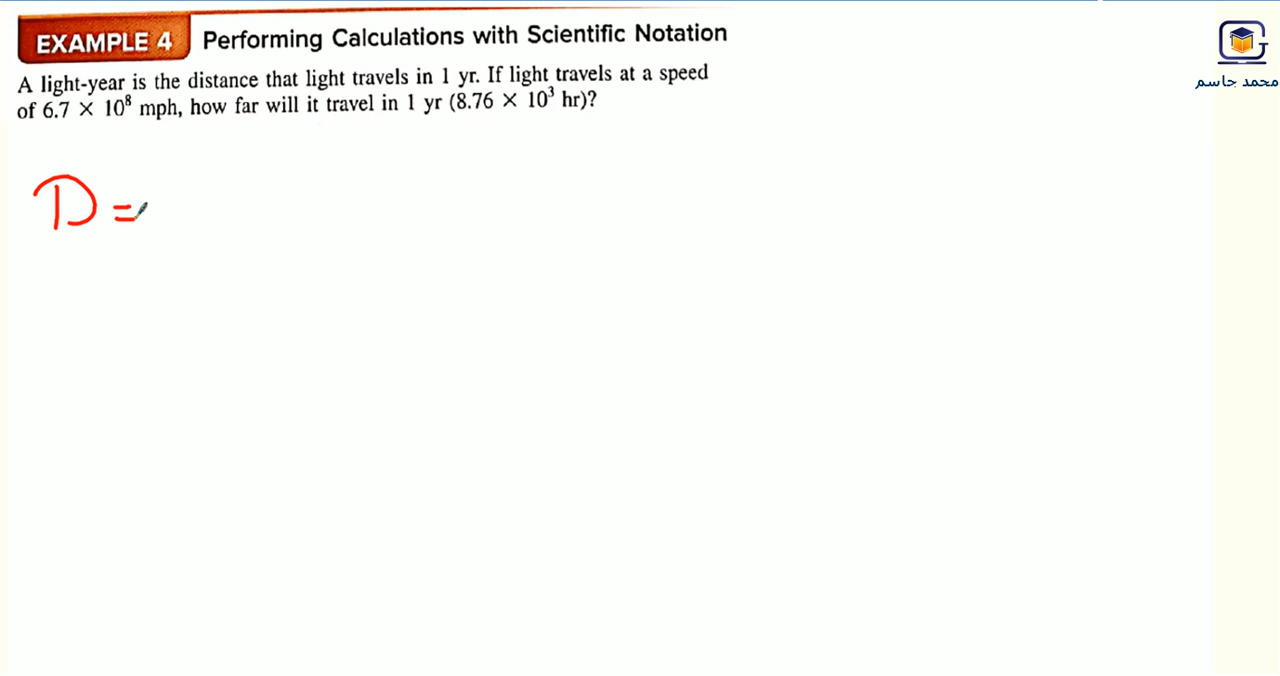 EXAMPLE 4 Performing Calculations with Scientific Notation
A light-year is the distance that light travels in 1 yr. If light travels at a speed
of 6.7 × 10⁸ mph, how far will it travel in 1 yr (8.76 × 10³ hr)?
محمد جاسم
D =